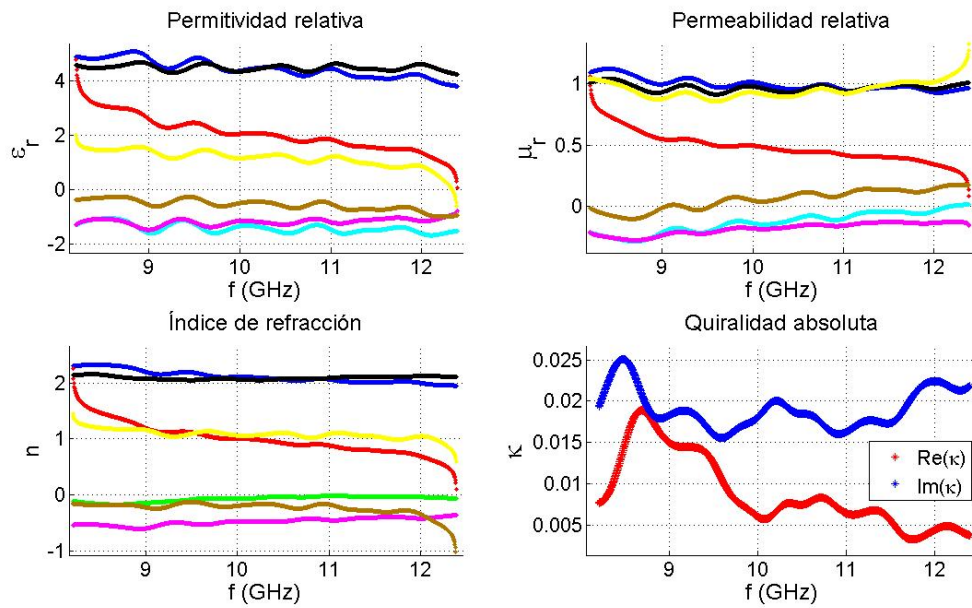 Permitividad relativa
4
2
0
-2
ε_r
9 10 11 12
f (GHz)
Permeabilidad relativa
1
0.5
0
μ_r
9 10 11 12
f (GHz)
Índice de refracción
2
1
0
-1
n
9 10 11 12
f (GHz)
Quiralidad absoluta
0.025
0.02
0.015
0.01
0.005
κ
Re(κ)
Im(κ)
9 10 11 12
f (GHz)